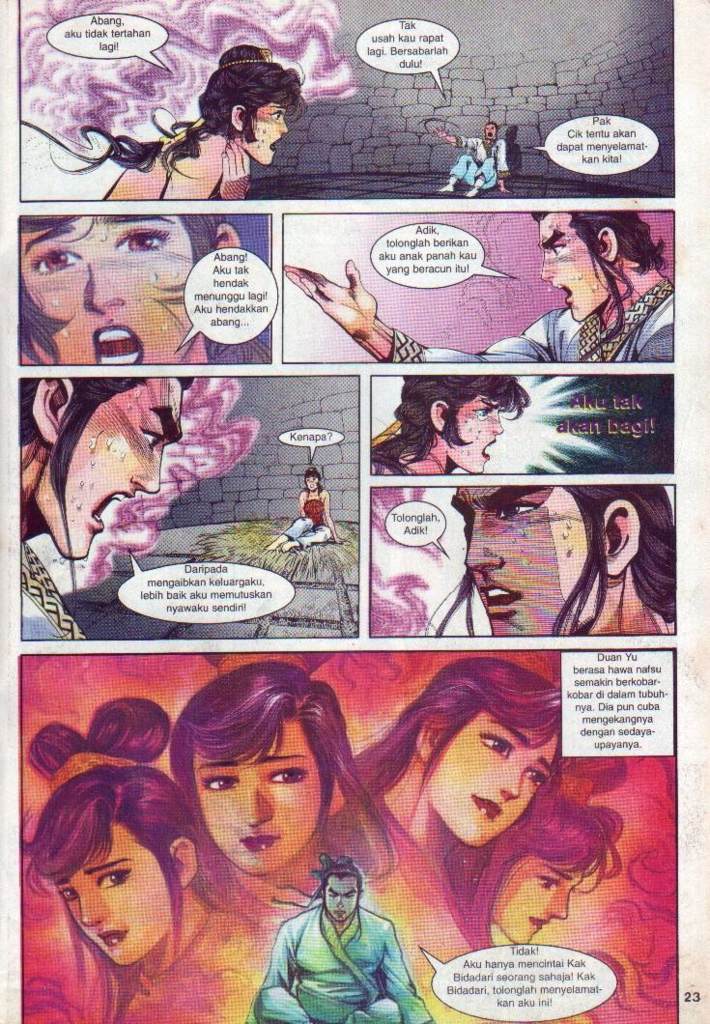 Abang,
aku tidak tertahan
lagi!
Tak
usah kau rapat
lagi. Bersabarlah
dulu!
Pak
Cik tentu akan
dapat menyelamat-
kan kita!
Abang!
Aku tak
hendak
menunggu lagi!
Aku hendakkan
abang...
Adik,
tolonglah berikan
aku anak panah
yang beracun itu!
Kenapa?
Daripada
mengaibkan keluargaku,
lebih baik aku memutuskan
nyawaku sendiri!
Aku tak
akan bagi!
Tolonglah,
Adik!
Duan Yu
berasa hawa nafsu
semakin berkobar-
kobar di dalam tubuh-
nya. Dia pun cuba
mengekangnya
dengan sedaya-
upayanya.
Tidak!
Aku hanya mencintai Kak
Bidadari seorang sahaja! Kak
Bidadari, tolonglah menyelamat-
kan aku ini!
23